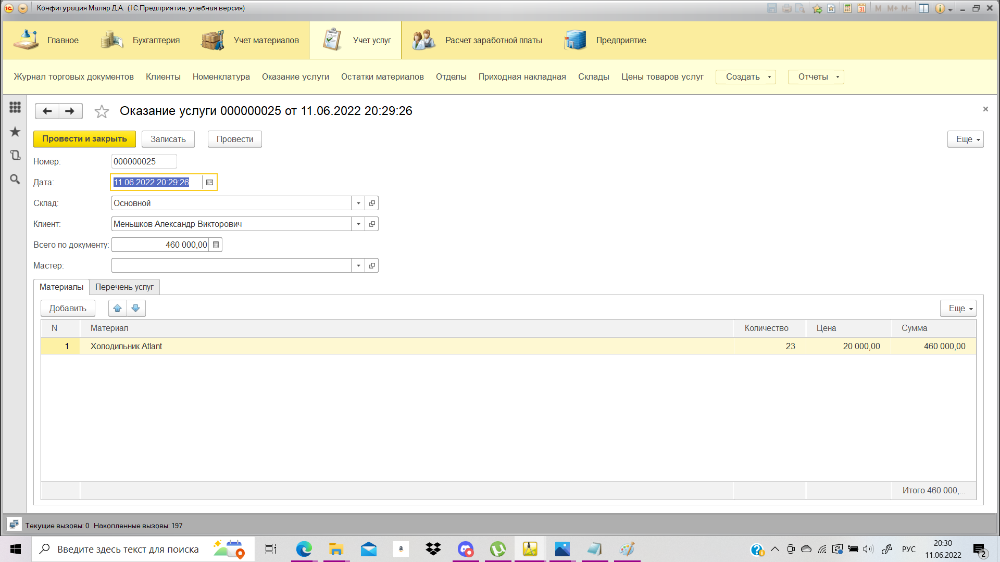 Конфигурация Маляр Д.А. (1С:Предприятие, учебная версия)
M M+ M-
Главное Бухгалтерия Учет материалов Учет услуг Расчет заработной платы Предприятие
Журнал торговых документов Клиенты Номенклатура Оказание услуги Остатки материалов Отделы Приходная накладная Склады Цены товаров услуг Создать Отчеты
Оказание услуги 000000025 от 11.06.2022 20:29:26
Провести и закрыть Записать Провести Еще
Номер: 000000025
Дата: 11.06.2022 20:29:26
Склад: Основной
Клиент: Меньшков Александр Викторович
Всего по документу: 460 000,00
Мастер:
Материалы Перечень услуг
Добавить Еще
N Материал Количество Цена Сумма
1 Холодильник Atlant 23 20 000,00 460 000,00
Итого 460 000,...
Текущие вызовы: 0 Накопленные вызовы: 197
Введите здесь текст для поиска
a
РУС
20:30
11.06.2022
2